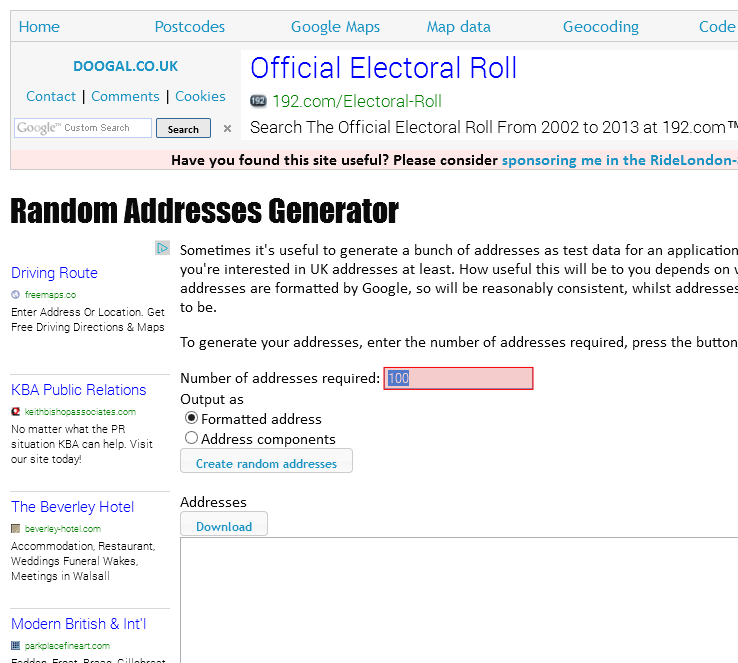 Home Postcodes Google Maps Map data Geocoding Code
DOOGAL.CO.UK
Contact | Comments | Cookies
Google™ Custom Search Search ×
Official Electoral Roll
192 192.com/Electoral-Roll
Search The Official Electoral Roll From 2002 to 2013 at 192.com™
Have you found this site useful? Please consider sponsoring me in the RideLondon-
Random Addresses Generator
Driving Route
freemaps.co
Enter Address Or Location. Get
Free Driving Directions & Maps
KBA Public Relations
keithbishopassociates.com
No matter what the PR
situation KBA can help. Visit
our site today!
The Beverley Hotel
beverley-hotel.com
Accommodation, Restaurant,
Weddings Funeral Wakes,
Meetings in Walsall
Modern British & Int'l
parkplacefineart.com
Sometimes it's useful to generate a bunch of addresses as test data for an application
you're interested in UK addresses at least. How useful this will be to you depends on
addresses are formatted by Google, so will be reasonably consistent, whilst addresses
to be.
To generate your addresses, enter the number of addresses required, press the button
Number of addresses required: 100
Output as
Formatted address
Address components
Create random addresses
Addresses
Download